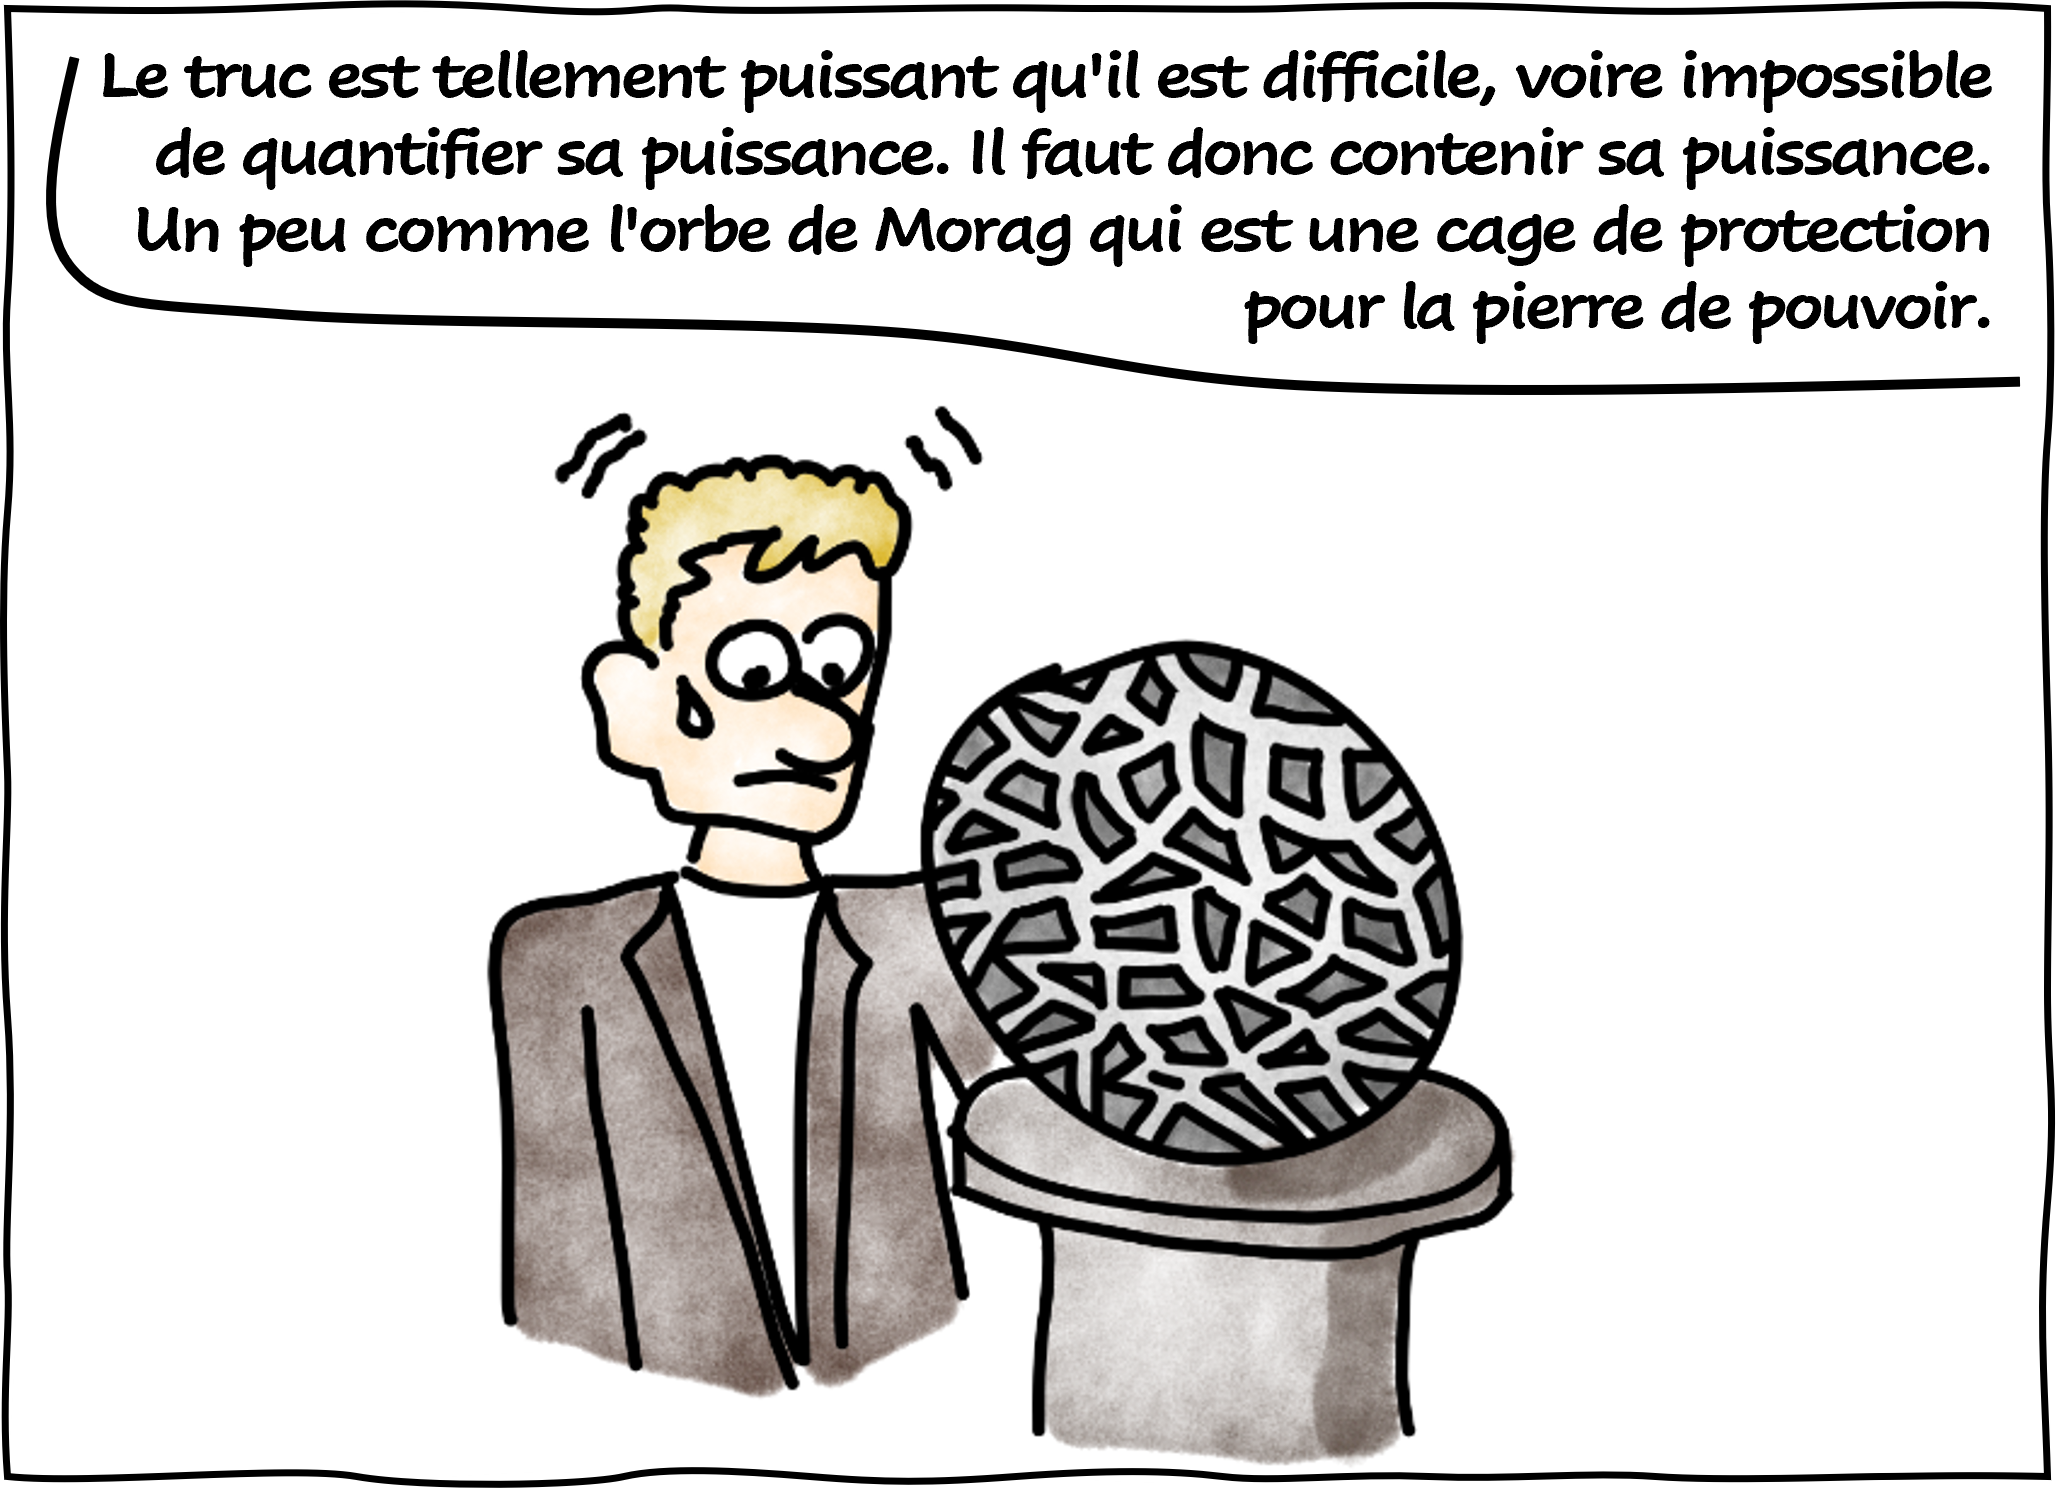 Le truc est tellement puissant qu'il est difficile, voire impossible
de quantifier sa puissance. Il faut donc contenir sa puissance.
Un peu comme l'orbe de Morag qui est une cage de protection
pour la pierre de pouvoir.